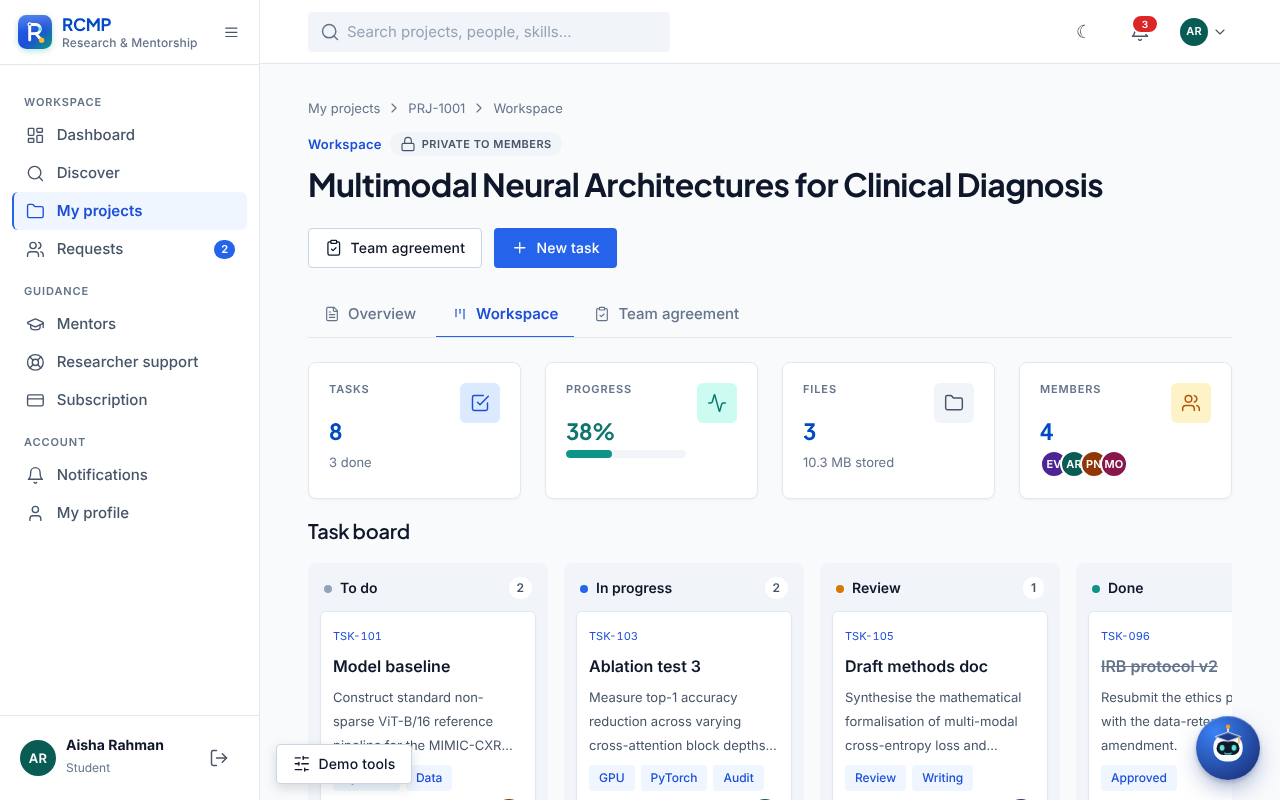 RCMP
Research & Mentorship
Search projects, people, skills...
3
AR
WORKSPACE
Dashboard
Discover
My projects
Requests
2
GUIDANCE
Mentors
Researcher support
Subscription
ACCOUNT
Notifications
My profile
AR
Aisha Rahman
Student
My projects > PRJ-1001 > Workspace
Workspace
PRIVATE TO MEMBERS
Multimodal Neural Architectures for Clinical Diagnosis
Team agreement
+ New task
Overview
Workspace
Team agreement
TASKS
8
3 done
PROGRESS
38%
FILES
3
10.3 MB stored
MEMBERS
4
EV AR PN MO
Task board
To do
2
TSK-101
Model baseline
Construct standard non-
sparse ViT-B/16 reference
pipeline for the MIMIC-CXR...
Data
In progress
2
TSK-103
Ablation test 3
Measure top-1 accuracy
reduction across varying
cross-attention block depths...
GPU
PyTorch
Audit
Review
1
TSK-105
Draft methods doc
Synthesise the mathematical
formalisation of multi-modal
cross-entropy loss and...
Review
Writing
Done
TSK-096
IRB protocol v2
Resubmit the ethics
with the
amendment.
Approved
Demo tools